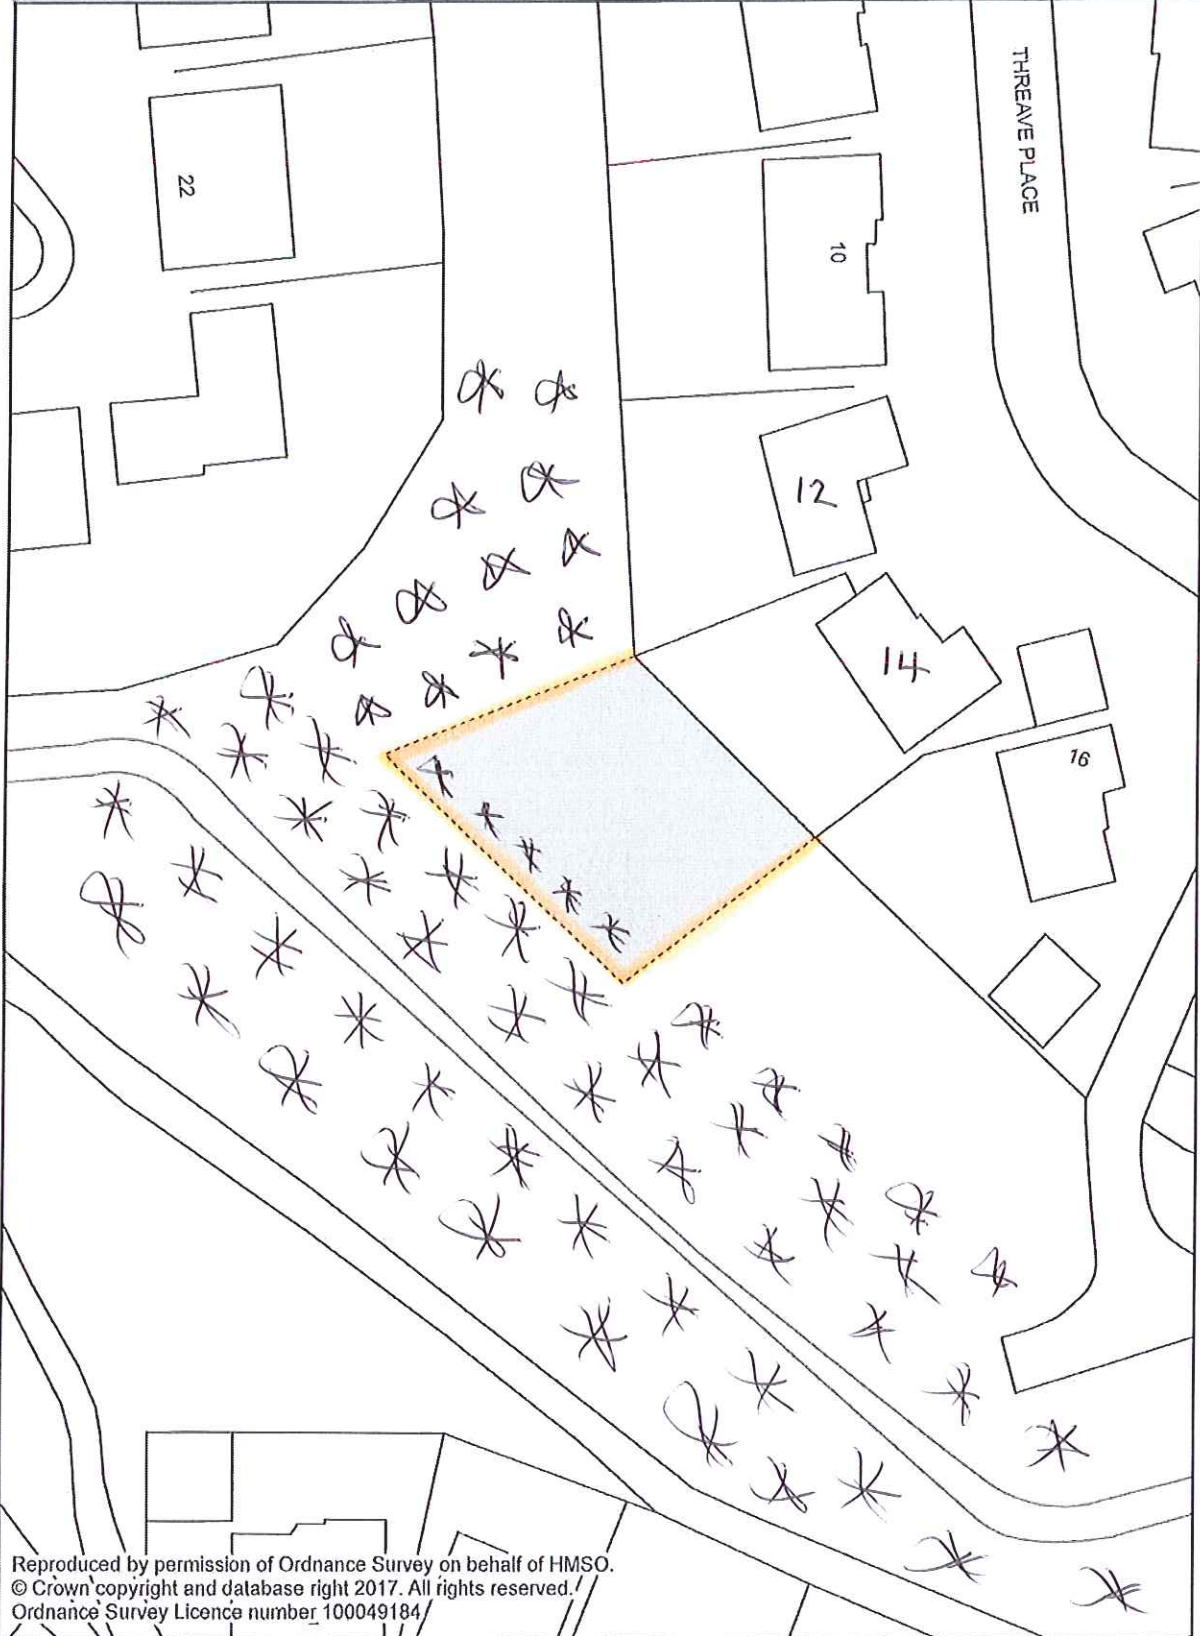 THREAVE PLACE
22
10
12
14
16
Reproduced by permission of Ordnance Survey on behalf of HMSO.
© Crown copyright and database right 2017. All rights reserved.
Ordnance Survey Licence number 100049184